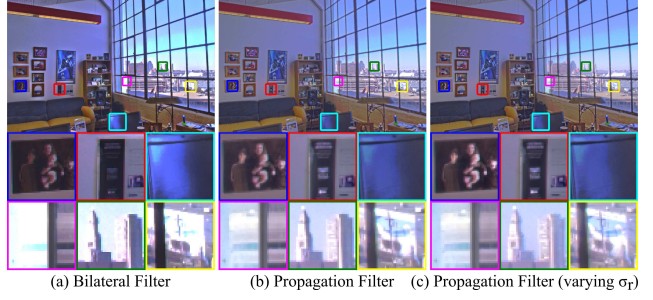 (a) Bilateral Filter
(b) Propagation Filter
(c) Propagation Filter (varying σr)